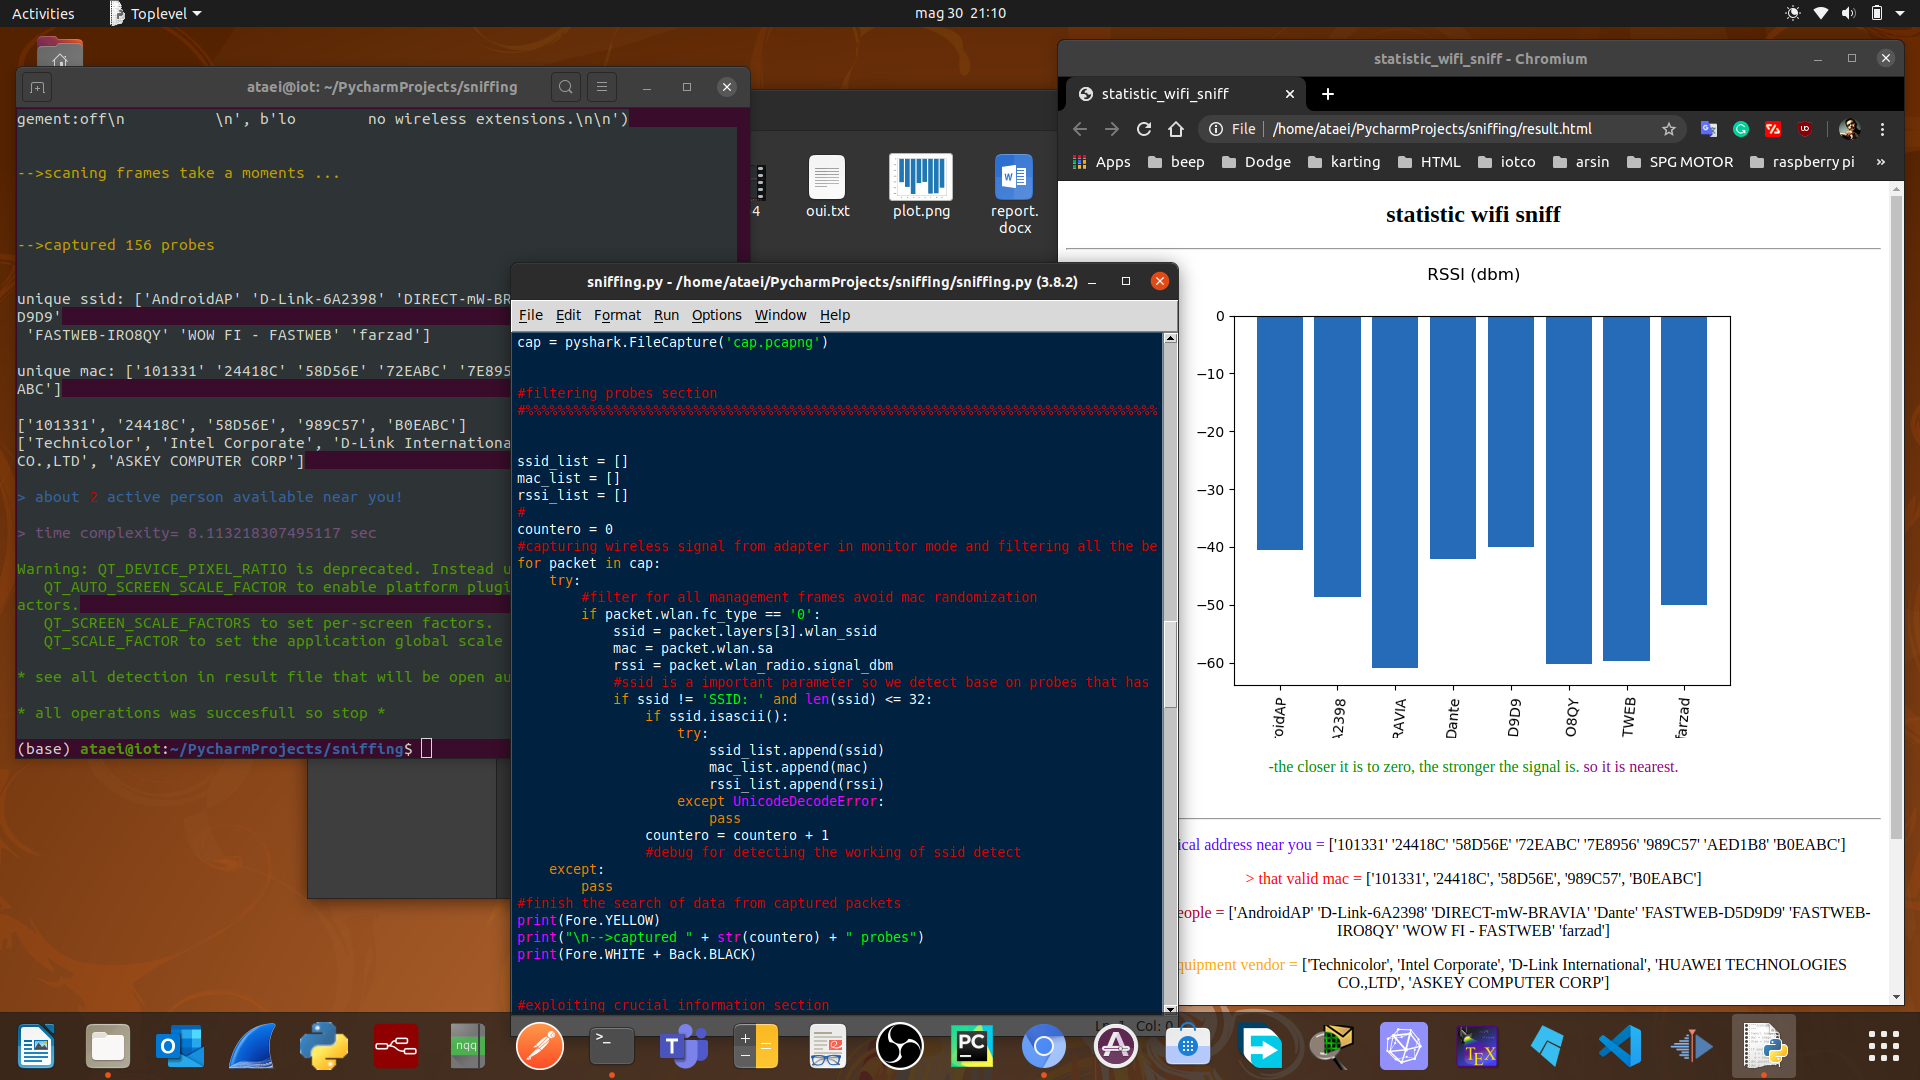 Activities
Toplevel
mag 30 21:10
ataei@iot: ~/PycharmProjects/sniffing
gement:off\n          \n', b'lo        no wireless extensions.\n\n')
-->scaning frames take a moments ...
-->captured 156 probes
unique ssid: ['AndroidAP' 'D-Link-6A2398' 'DIRECT-mW-BR
D9D9'
'FASTWEB-IRO8QY' 'WOW FI - FASTWEB' 'farzad']
unique mac: ['101331' '24418C' '58D56E' '72EABC' '7E895
ABC']
['101331', '24418C', '58D56E', '989C57', 'B0EABC']
['Technicolor', 'Intel Corporate', 'D-Link Internationa
CO.,LTD', 'ASKEY COMPUTER CORP']
> about 2 active person available near you!
> time complexity= 8.113218307495117 sec
Warning: QT_DEVICE_PIXEL_RATIO is deprecated. Instead u
QT_AUTO_SCREEN_SCALE_FACTOR to enable platform plugi
actors.
QT_SCREEN_SCALE_FACTORS to set per-screen factors.
QT_SCALE_FACTOR to set the application global scale
* see all detection in result file that will be open au
* all operations was succesfull so stop *
(base) ataei@iot:~/PycharmProjects/sniffing$
4
oui.txt
plot.png
report.
docx
sniffing.py - /home/ataei/PycharmProjects/sniffing/sniffing.py (3.8.2)
File Edit Format Run Options Window Help
cap = pyshark.FileCapture('cap.pcapng')
#filtering probes section
#%%%%%%%%%%%%%%%%%%%%%%%%%%%%%%%%%%%%%%%%%%%%%%%%%%%%%%%%%%%%%%%%%%%%%%%%%%%%%%%
ssid_list = []
mac_list = []
rssi_list = []
#
countero = 0
#capturing wireless signal from adapter in monitor mode and filtering all the be
for packet in cap:
    try:
        #filter for all management frames avoid mac randomization
        if packet.wlan.fc_type == '0':
            ssid = packet.layers[3].wlan_ssid
            mac = packet.wlan.sa
            rssi = packet.wlan_radio.signal_dbm
            #ssid is a important parameter so we detect base on probes that has
            if ssid != 'SSID: ' and len(ssid) <= 32:
                if ssid.isascii():
                    try:
                        ssid_list.append(ssid)
                        mac_list.append(mac)
                        rssi_list.append(rssi)
                    except UnicodeDecodeError:
                        pass
                countero = countero + 1
                #debug for detecting the working of ssid detect
    except:
        pass
#finish the search of data from captured packets
print(Fore.YELLOW)
print("\n-->captured " + str(countero) + " probes")
print(Fore.WHITE + Back.BLACK)
#exploiting crucial information section
Col: 0
statistic_wifi_sniff - Chromium
statistic_wifi_sniff
File /home/ataei/PycharmProjects/sniffing/result.html
Apps beep Dodge karting HTML iotco arsin SPG MOTOR raspberry pi »
statistic wifi sniff
RSSI (dbm)
0
−10
−20
−30
−40
−50
−60
roidAP
A2398
RAVIA
Dante
D9D9
O8QY
TWEB
farzad
-the closer it is to zero, the stronger the signal is. so it is nearest.
ical address near you = ['101331' '24418C' '58D56E' '72EABC' '7E8956' '989C57' 'AED1B8' 'B0EABC']
> that valid mac = ['101331', '24418C', '58D56E', '989C57', 'B0EABC']
eople = ['AndroidAP' 'D-Link-6A2398' 'DIRECT-mW-BRAVIA' 'Dante' 'FASTWEB-D5D9D9' 'FASTWEB-
IRO8QY' 'WOW FI - FASTWEB' 'farzad']
quipment vendor = ['Technicolor', 'Intel Corporate', 'D-Link International', 'HUAWEI TECHNOLOGIES
CO.,LTD', 'ASKEY COMPUTER CORP']
nqq
PC
TEX